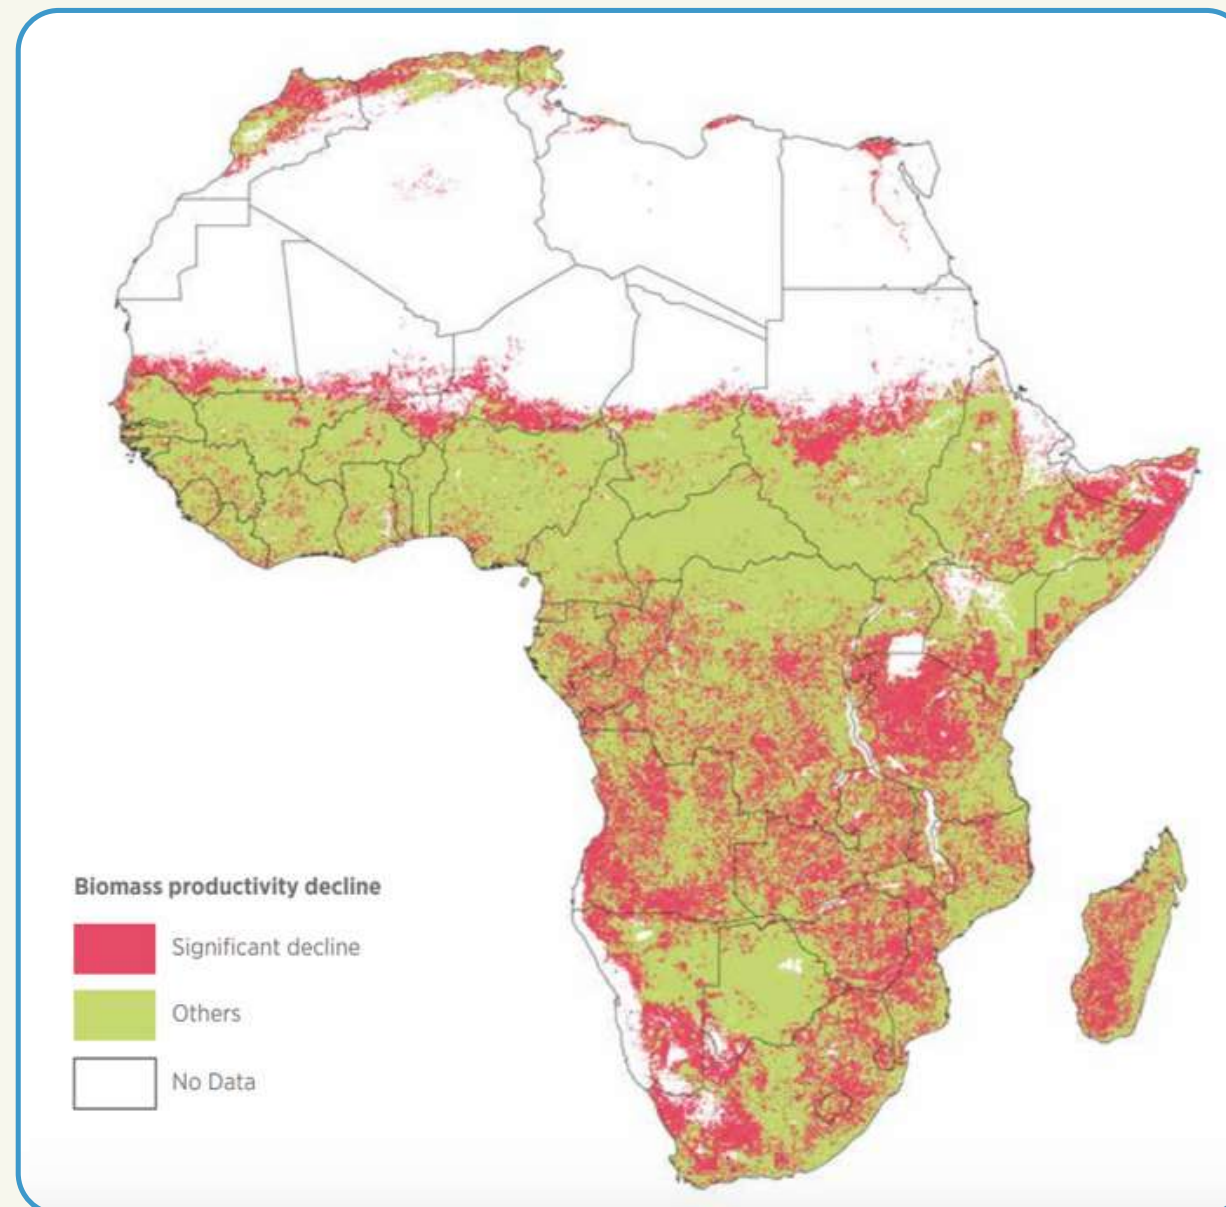 Biomass productivity decline
Significant decline
Others
No Data